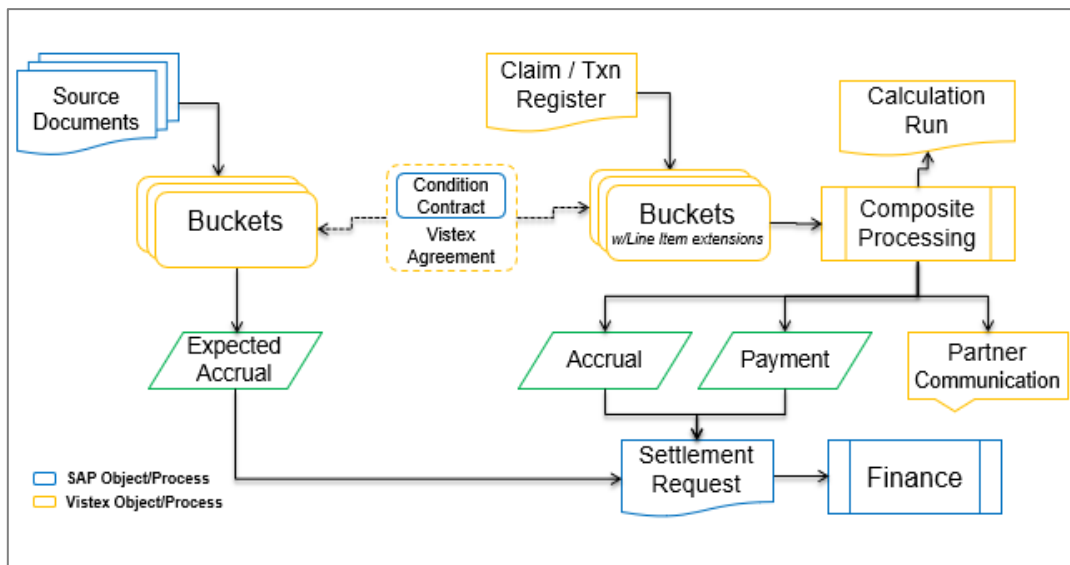 Source
Documents
Claim / Txn
Register
Calculation
Run
Buckets
Condition
Contract
Vistex
Agreement
Buckets
w/Line Item extensions
Composite
Processing
Expected
Accrual
Accrual
Payment
Partner
Communication
Settlement
Request
Finance
SAP Object/Process
Vistex Object/Process